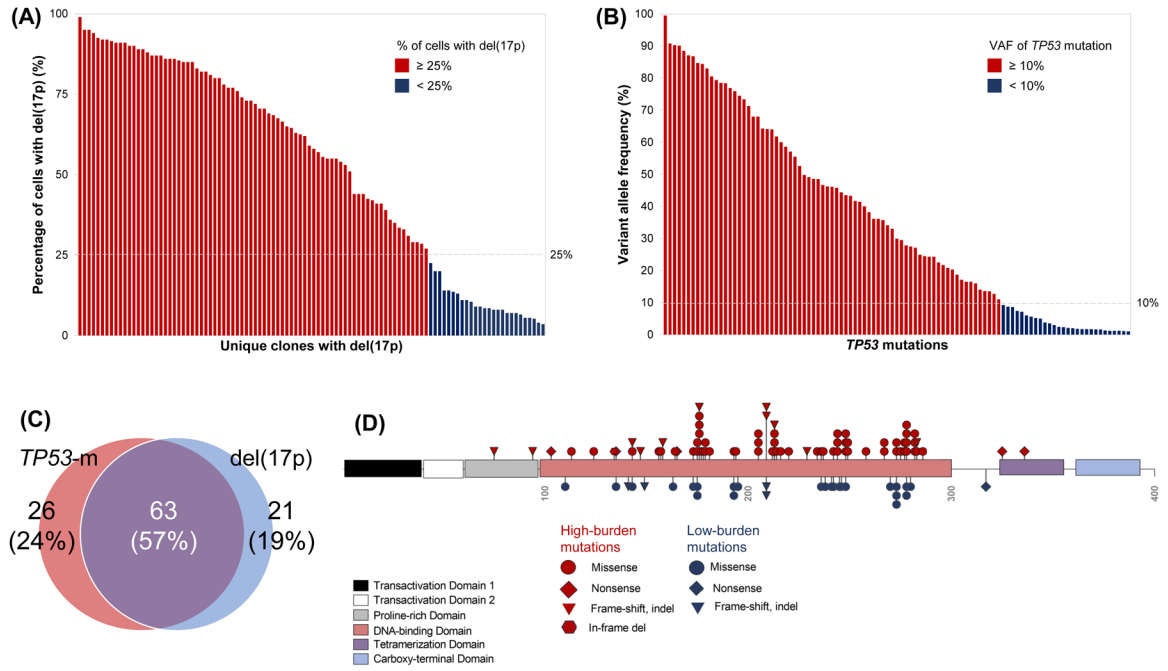 (A)
Percentage of cells with del(17p) (%)
100
75
50
25
0
% of cells with del(17p)
≥ 25%
< 25%
25%
Unique clones with del(17p)
(B)
Variant allele frequency (%)
100
90
80
70
60
50
40
30
20
10
0
VAF of TP53 mutation
≥ 10%
< 10%
10%
TP53 mutations
(C)
TP53-m
del(17p)
26
(24%)
63
(57%)
21
(19%)
(D)
100
200
300
400
Transactivation Domain 1
Transactivation Domain 2
Proline-rich Domain
DNA-binding Domain
Tetramerization Domain
Carboxy-terminal Domain
High-burden
mutations
Missense
Nonsense
Frame-shift, indel
In-frame del
Low-burden
mutations
Missense
Nonsense
Frame-shift, indel